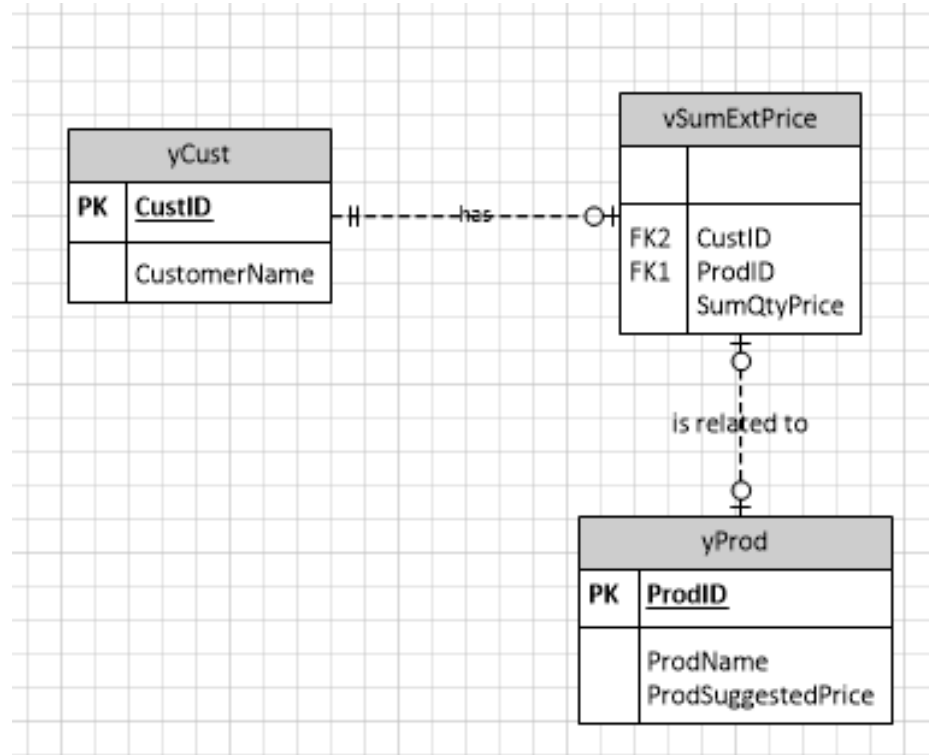 yCust
PK CustID
CustomerName
has
vSumExtPrice
FK2 CustID
FK1 ProdID
SumQtyPrice
is related to
yProd
PK ProdID
ProdName
ProdSuggestedPrice